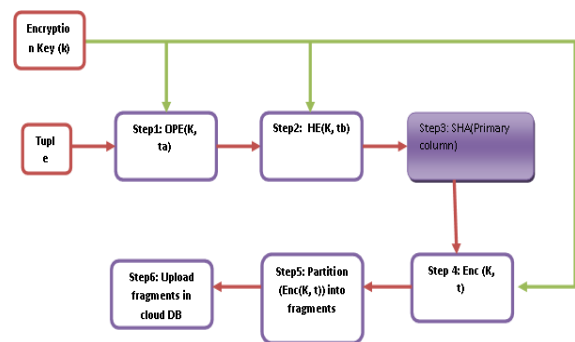 Encryptio
n Key (k)
Tupl
e
Step1: OPE(K,
ta)
Step2: HE(K, tb)
Step3: SHA(Primary
column)
Step 4: Enc (K,
t)
Step5: Partition
(Enc(K, t)) into
fragments
Step6: Upload
fragments in
cloud DB